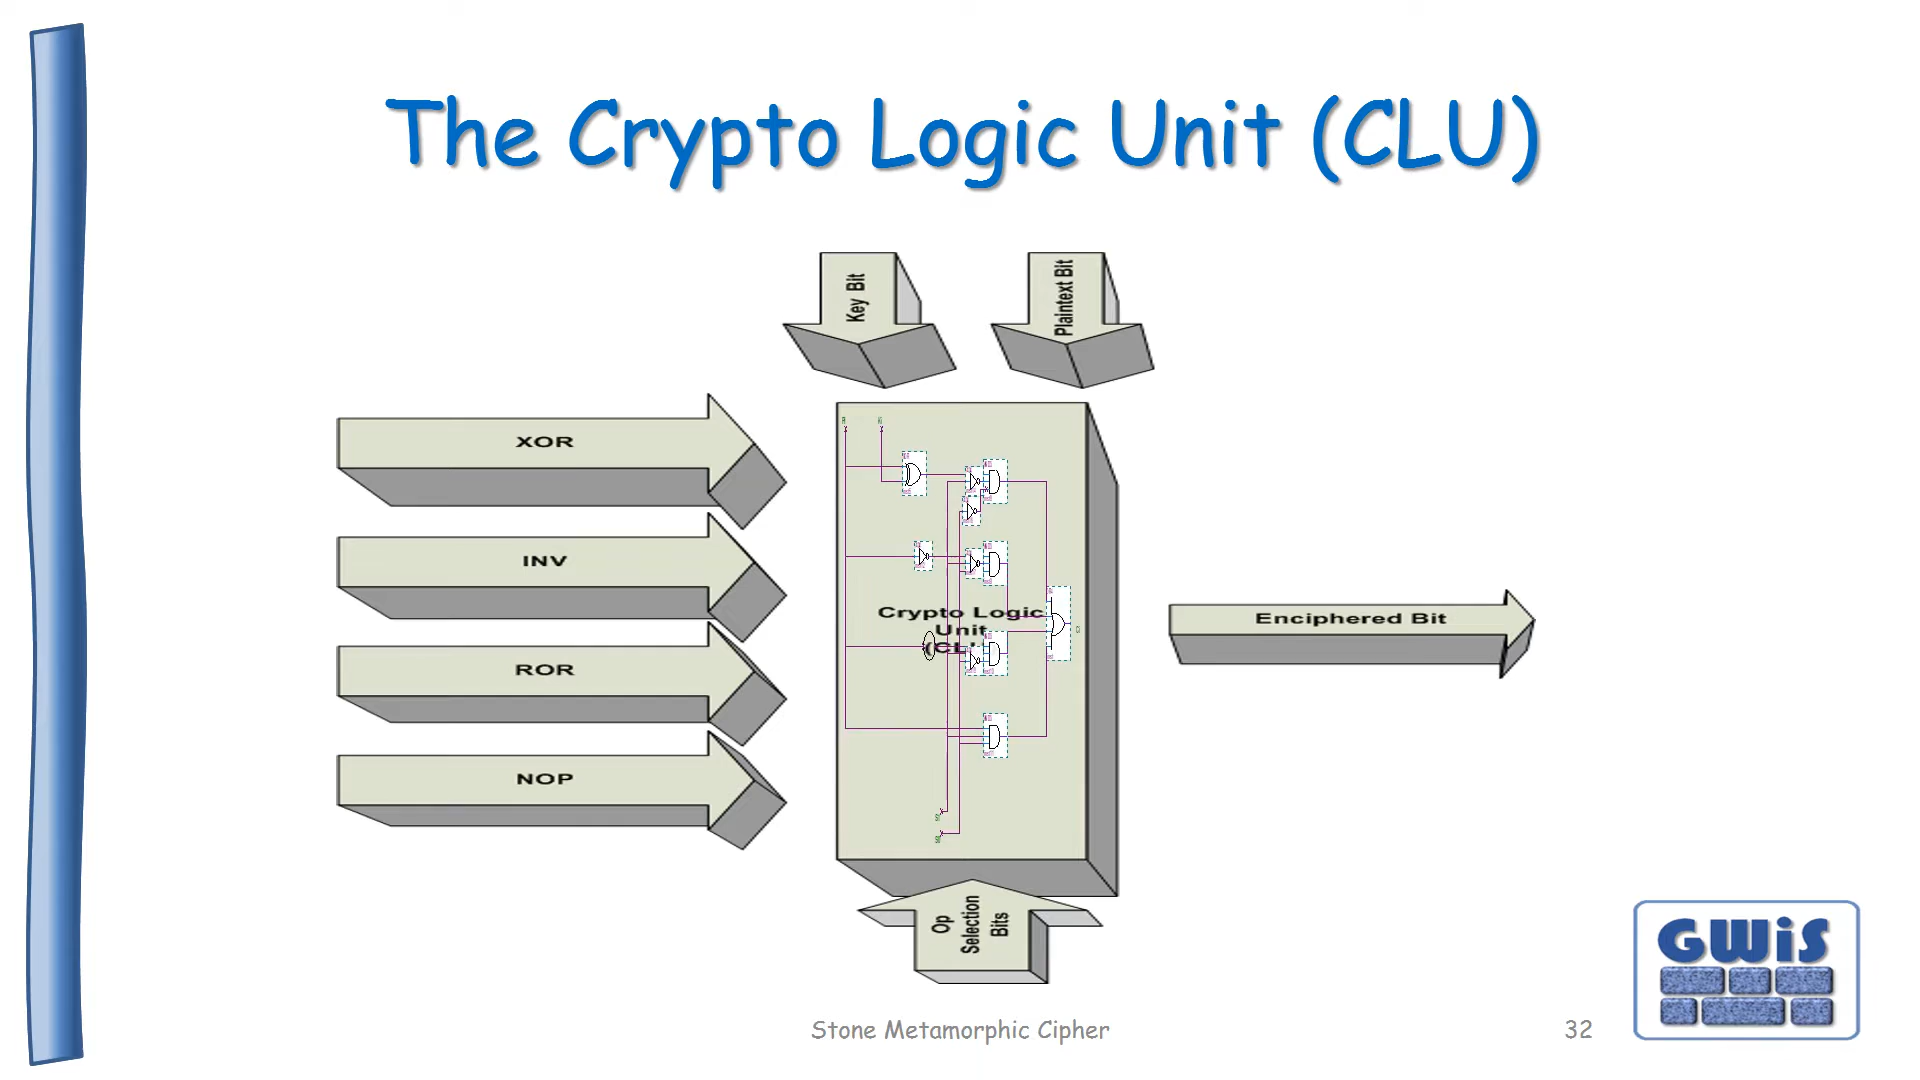 The Crypto Logic Unit (CLU)
Key Bit
Plaintext Bit
XOR
INV
ROR
NOP
Crypto Logic
Unit
Enciphered Bit
Op
Selection
Bits
Stone Metamorphic Cipher
32
GWiS